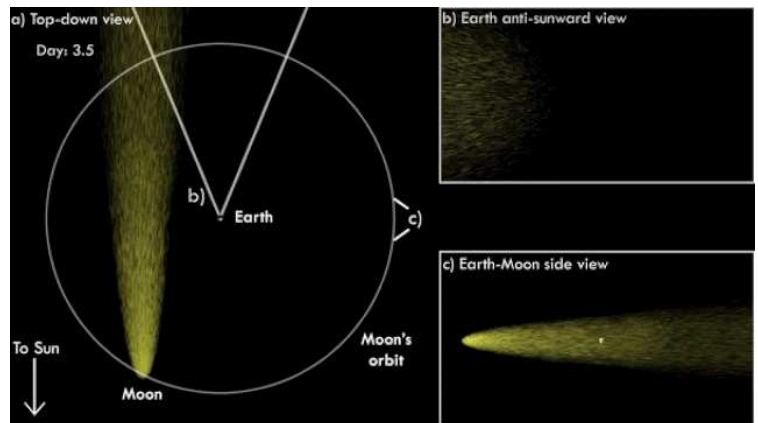 a) Top-down view
Day: 3.5
b)
Earth
c)
To Sun
Moon
Moon's
orbit
b) Earth anti-sunward view
c) Earth-Moon side view